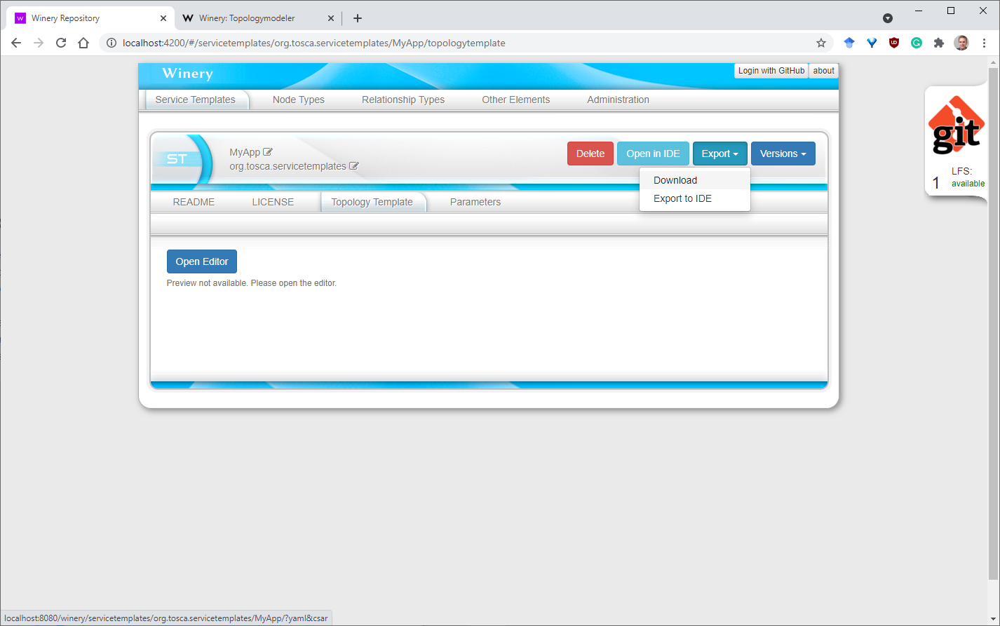 w Winery Repository
W Winery: Topologymodeler
localhost:4200/#/servicetemplates/org.tosca.servicetemplates/MyApp/topologytemplate
Winery
Login with GitHub about
Service Templates Node Types Relationship Types Other Elements Administration
git
LFS:
1 available
ST
MyApp
org.tosca.servicetemplates
Delete Open in IDE Export Versions
Download
Export to IDE
README LICENSE Topology Template Parameters
Open Editor
Preview not available. Please open the editor.
localhost:8080/winery/servicetemplates/org.tosca.servicetemplates/MyApp/?yaml&csar